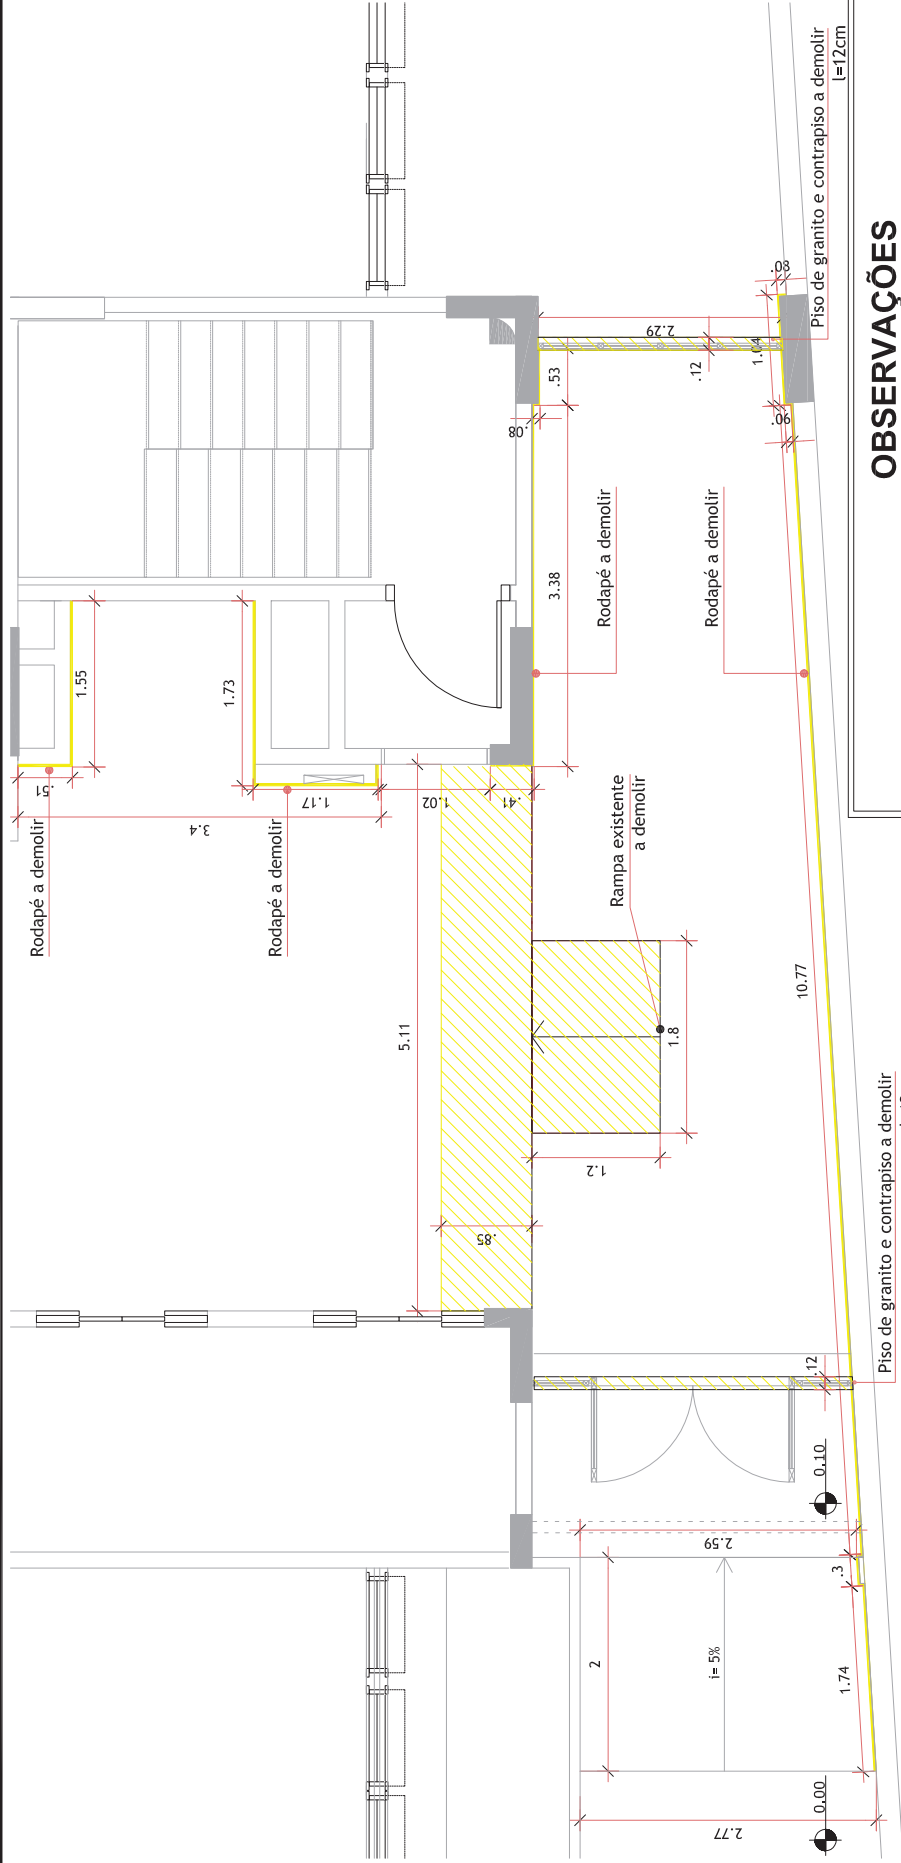 Piso de granito e contrapiso a demolir
l=12cm
OBSERVAÇÕES
.08
2.29
1.04
.12
.53
.08
.06
Rodapé a demolir
Rodapé a demolir
3.38
1.55
1.73
.51
1.17
1.02
.41
3.4
Rodapé a demolir
Rodapé a demolir
Rampa existente
a demolir
5.11
1.8
1.2
.85
10.77
Piso de granito e contrapiso a demolir
.12
0,10
2.59
.3
2
i= 5%
1.74
0,00
2.77